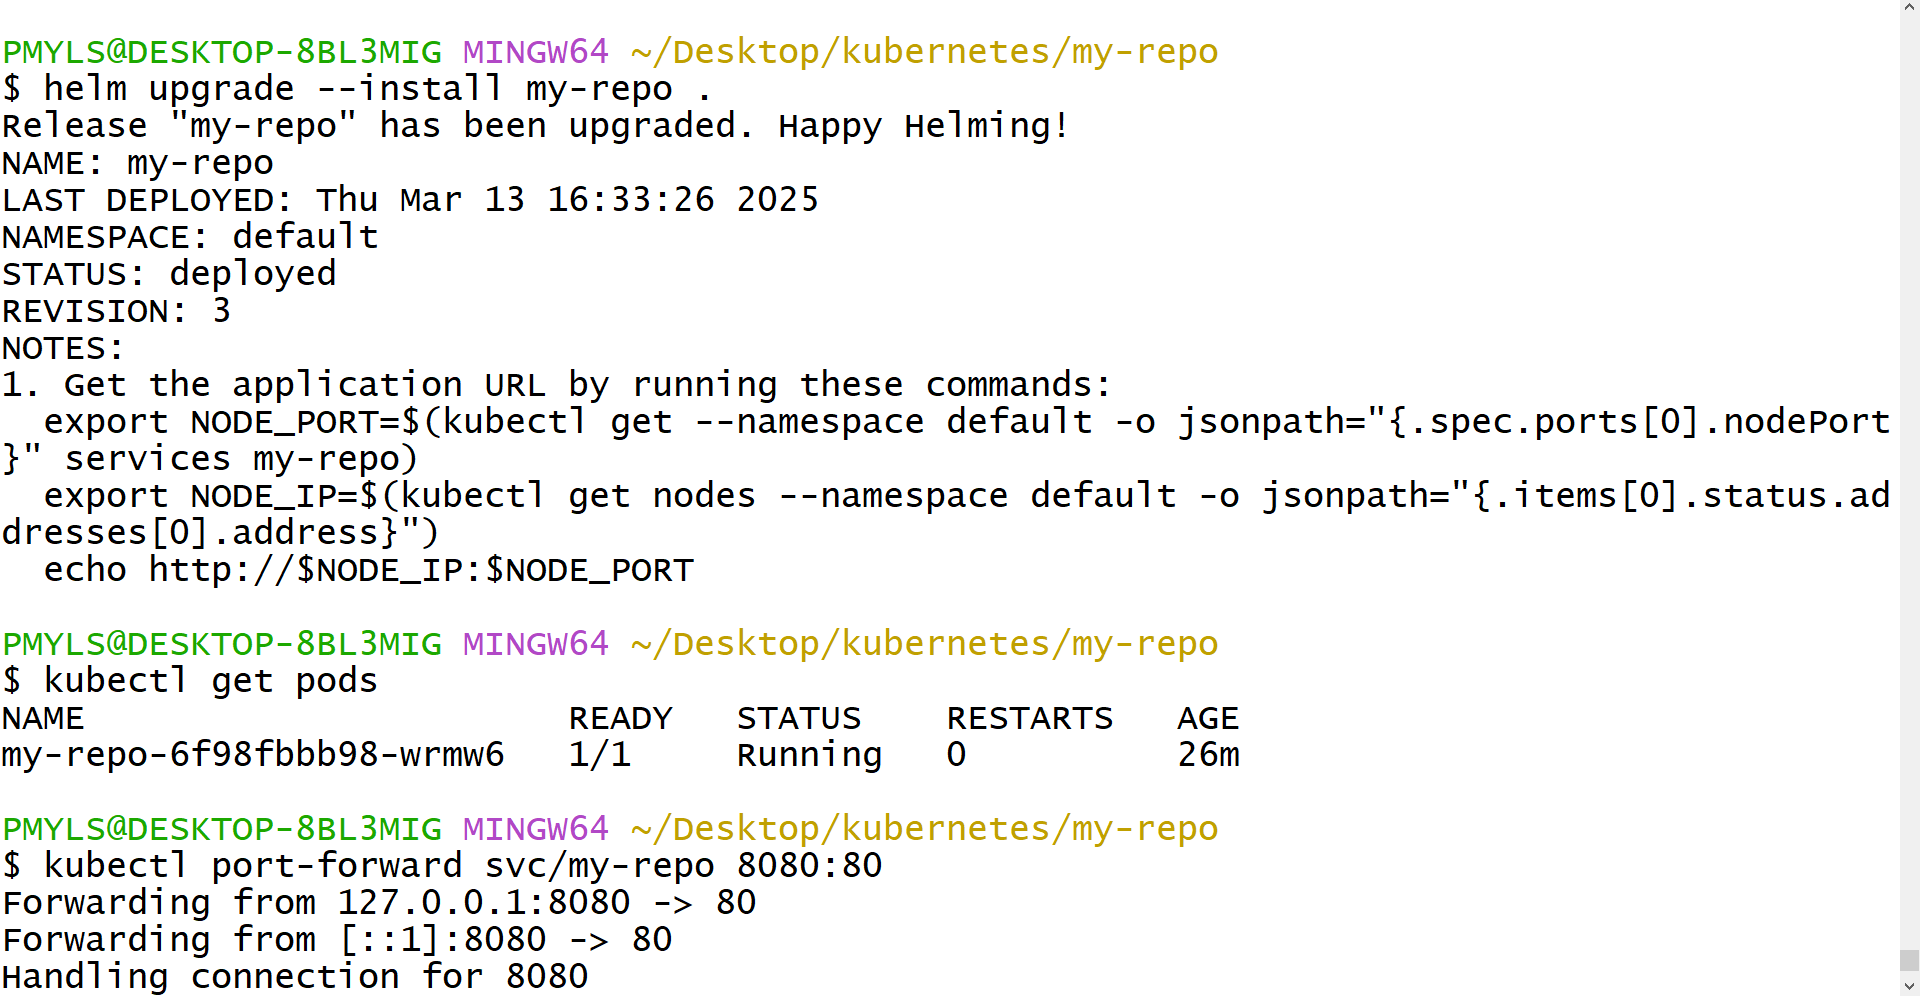 PMYLS@DESKTOP-8BL3MIG MINGW64 ~/Desktop/kubernetes/my-repo
$ helm upgrade --install my-repo .
Release "my-repo" has been upgraded. Happy Helming!
NAME: my-repo
LAST DEPLOYED: Thu Mar 13 16:33:26 2025
NAMESPACE: default
STATUS: deployed
REVISION: 3
NOTES:
1. Get the application URL by running these commands:
  export NODE_PORT=$(kubectl get --namespace default -o jsonpath="{.spec.ports[0].nodePort
}" services my-repo)
  export NODE_IP=$(kubectl get nodes --namespace default -o jsonpath="{.items[0].status.ad
dresses[0].address}")
  echo http://$NODE_IP:$NODE_PORT

PMYLS@DESKTOP-8BL3MIG MINGW64 ~/Desktop/kubernetes/my-repo
$ kubectl get pods
NAME                       READY   STATUS    RESTARTS   AGE
my-repo-6f98fbbb98-wrmw6   1/1     Running   0          26m

PMYLS@DESKTOP-8BL3MIG MINGW64 ~/Desktop/kubernetes/my-repo
$ kubectl port-forward svc/my-repo 8080:80
Forwarding from 127.0.0.1:8080 -> 80
Forwarding from [::1]:8080 -> 80
Handling connection for 8080